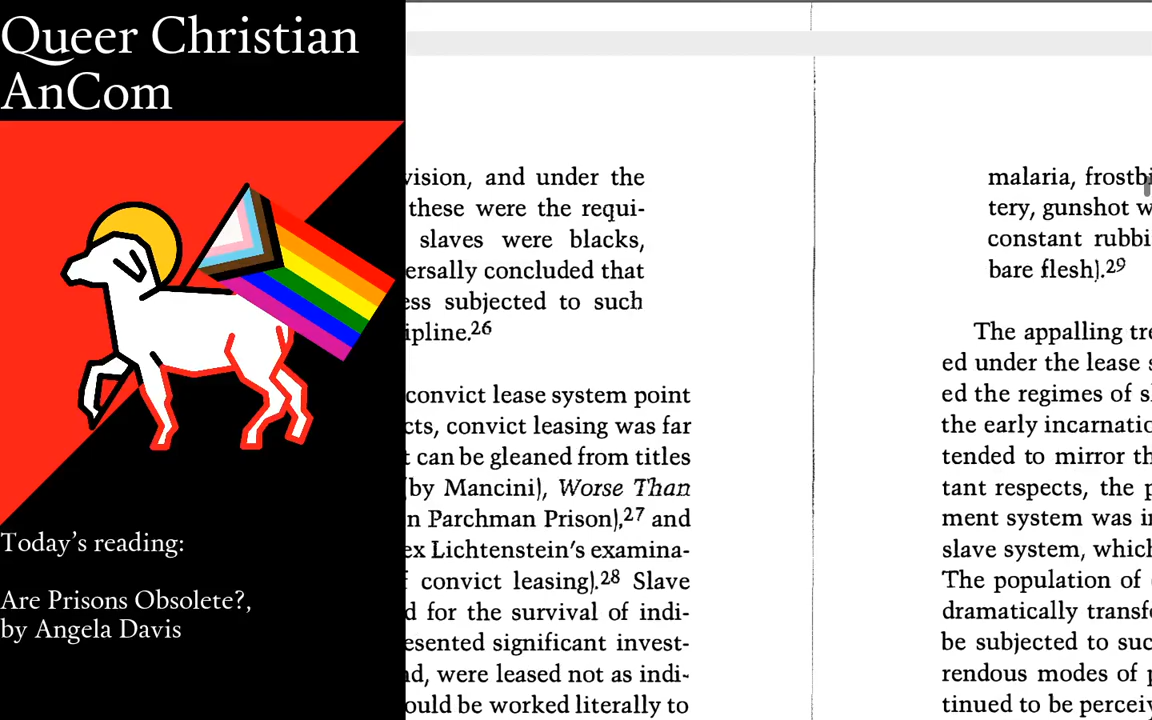 Queer Christian
AnCom
Today's reading:
Are Prisons Obsolete?,
by Angela Davis
vision, and under the
these were the requi-
slaves were blacks,
ersally concluded that
ess subjected to such
ipline.26
convict lease system point
cts, convict leasing was far
t can be gleaned from titles
(by Mancini), Worse Than
n Parchman Prison),27 and
ex Lichtenstein's examina-
f convict leasing).28 Slave
d for the survival of indi-
esented significant invest-
nd, were leased not as indi-
ould be worked literally to
malaria, frostbi
tery, gunshot w
constant rubbi
bare flesh).29
The appalling tre
ed under the lease s
ed the regimes of sl
the early incarnatio
tended to mirror th
tant respects, the p
ment system was in
slave system, which
The population of
dramatically transfo
be subjected to suc
rendous modes of p
tinued to be perceiv